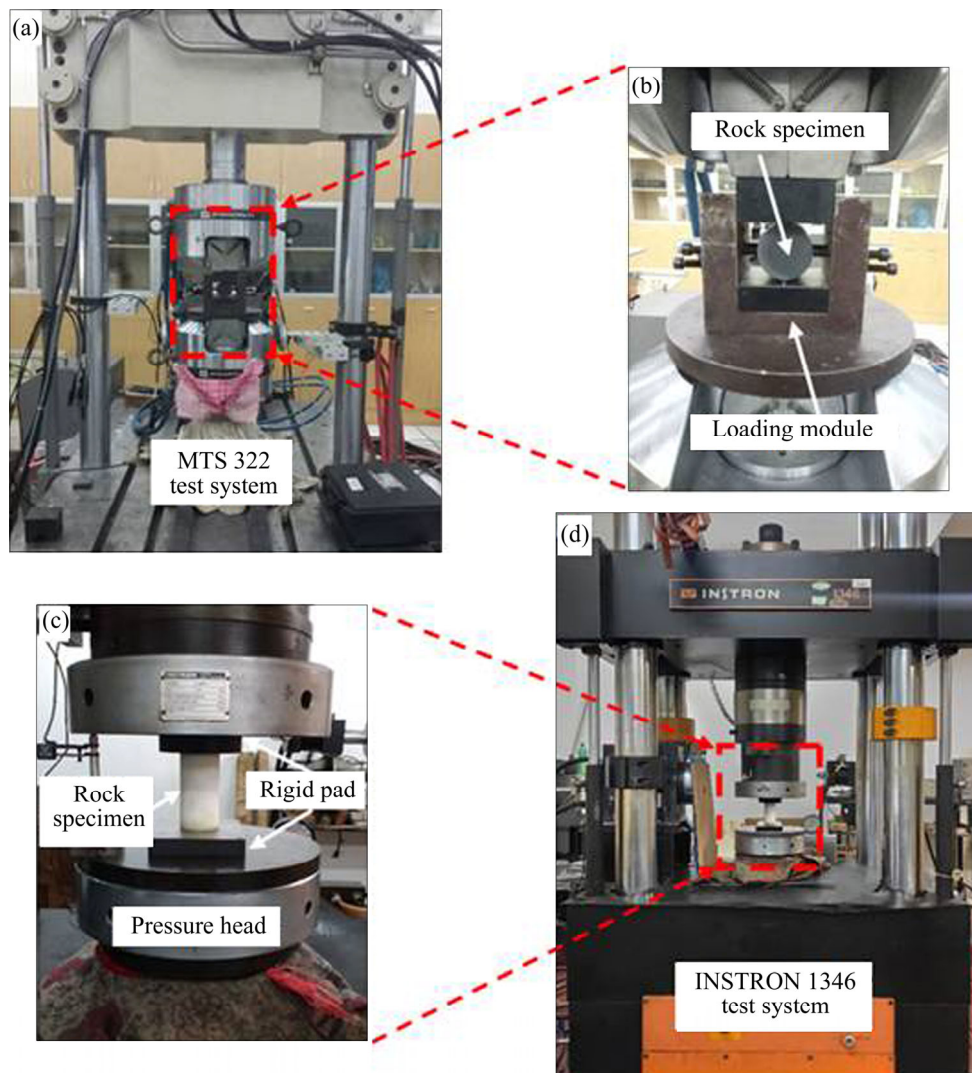 (a)
MTS 322
test system
(b)
Rock specimen
Loading module
(c)
Rock
specimen
Rigid pad
Pressure head
(d)
INSTRON
1346
INSTRON 1346
test system